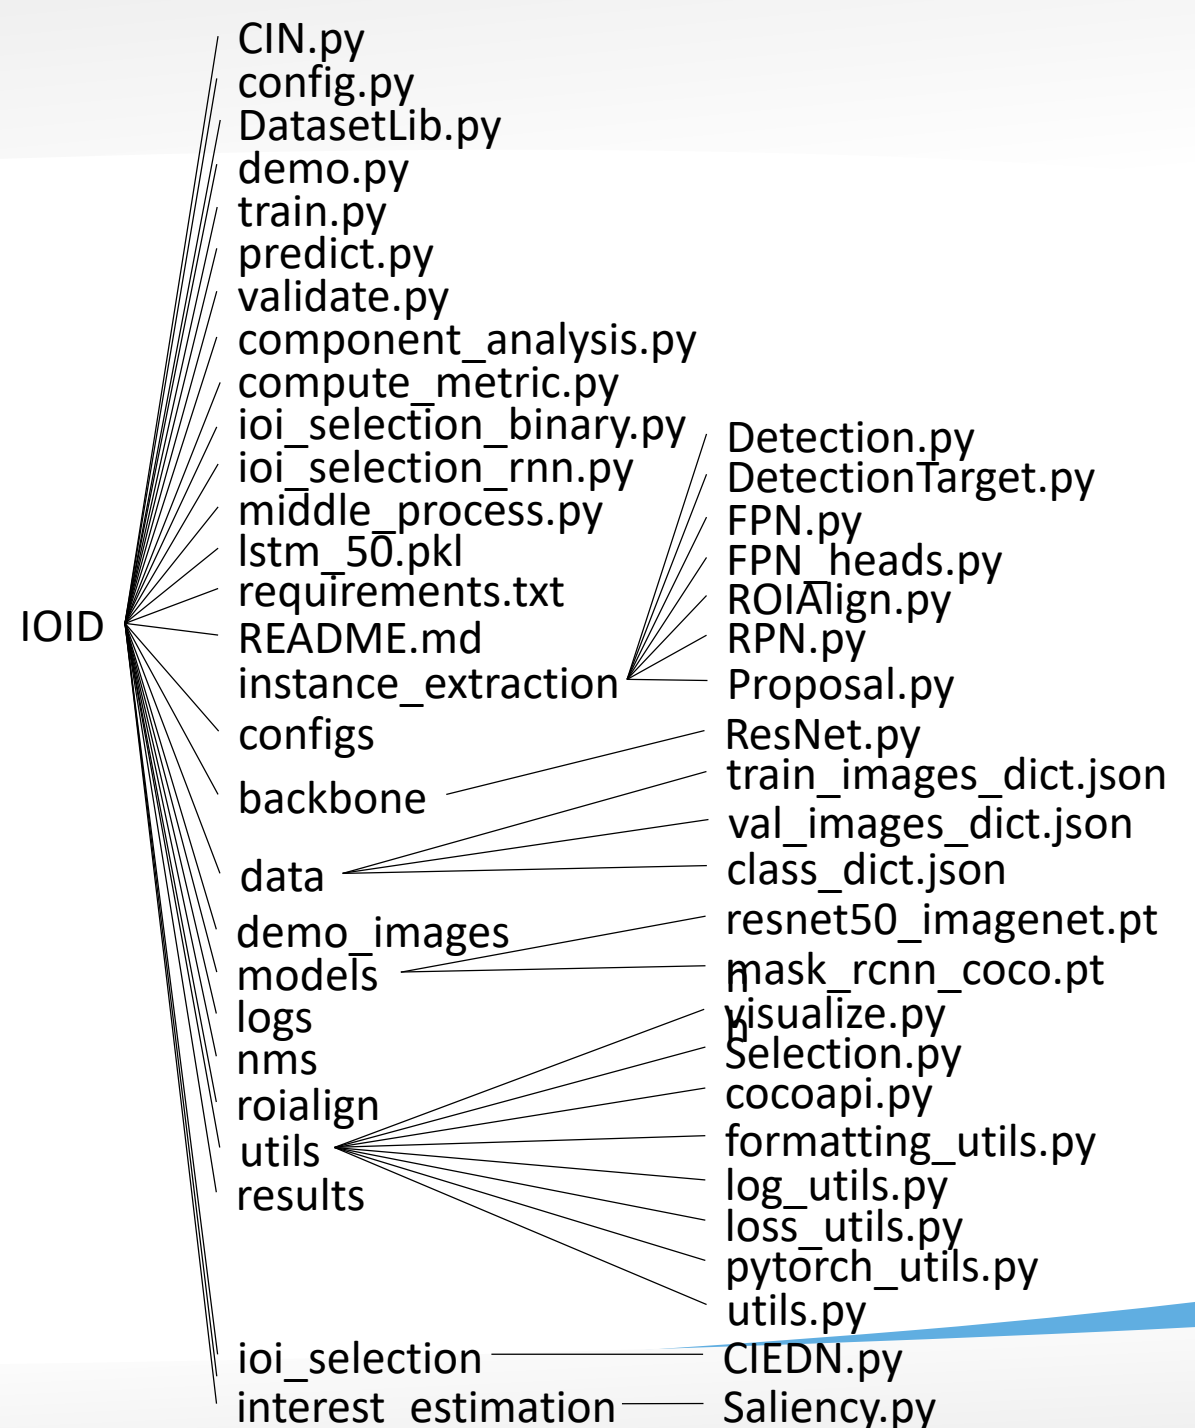 CIN.py
config.py
DatasetLib.py
demo.py
train.py
predict.py
validate.py
component_analysis.py
compute_metric.py
ioi_selection_binary.py
ioi_selection_rnn.py
middle_process.py
lstm_50.pkl
requirements.txt
IOID
README.md
instance_extraction
configs
backbone
data
demo_images
models
logs
nms
roialign
utils
results
ioi_selection
interest_estimation
Detection.py
DetectionTarget.py
FPN.py
FPN_heads.py
ROIAlign.py
RPN.py
Proposal.py
ResNet.py
train_images_dict.json
val_images_dict.json
class_dict.json
resnet50_imagenet.pt
h
mask_rcnn_coco.pt
h
visualize.py
Selection.py
cocoapi.py
formatting_utils.py
log_utils.py
loss_utils.py
pytorch_utils.py
utils.py
CIEDN.py
Saliency.py